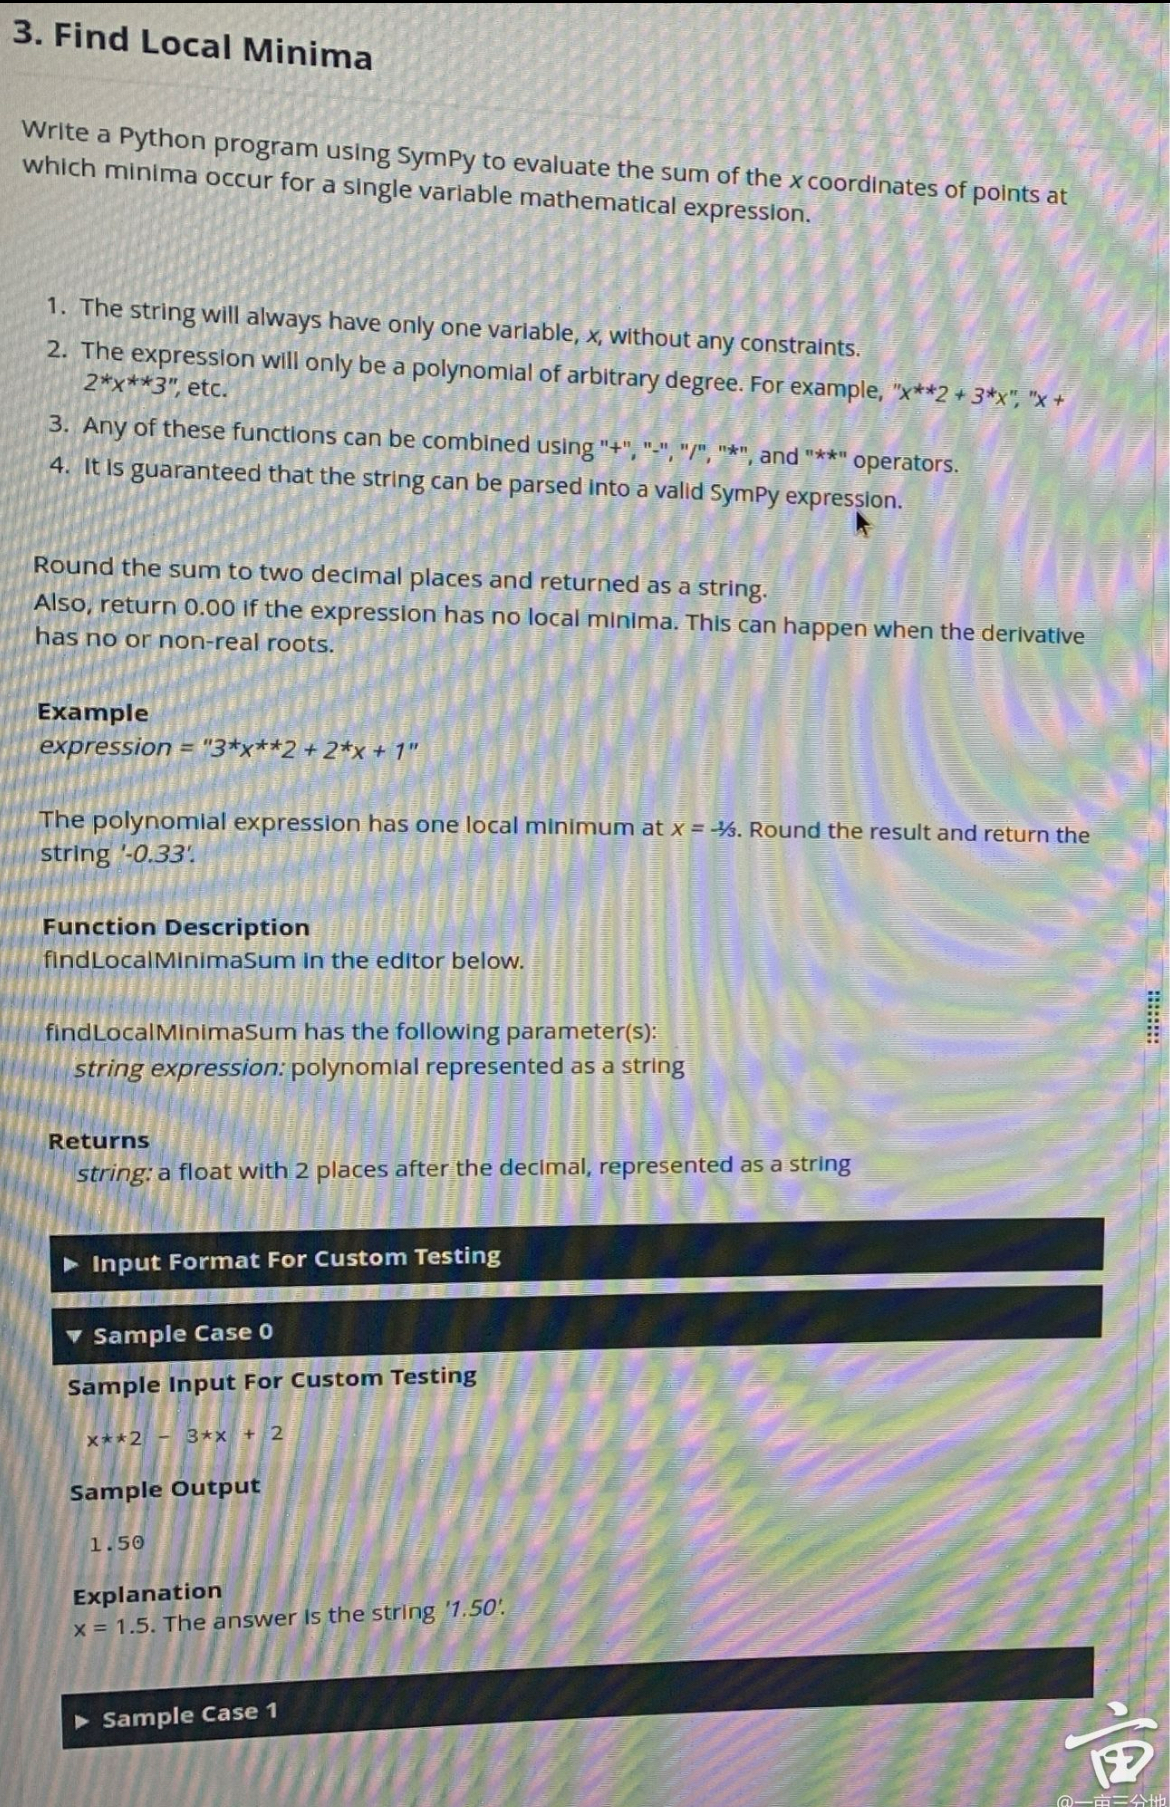 3. Find Local Minima
Write a Python program using SymPy to evaluate the sum of the x coordinates of points at
which minima occur for a single variable mathematical expression.
1. The string will always have only one variable, x, without any constraints.
2. The expression will only be a polynomial of arbitrary degree. For example, "x**2 + 3*x", "x +
2*x**3", etc.
3. Any of these functions can be combined using "+", "-", "/", "*", and "**" operators.
4. It is guaranteed that the string can be parsed into a valid SymPy expression.
Round the sum to two decimal places and returned as a string.
Also, return 0.00 if the expression has no local minima. This can happen when the derivative
has no or non-real roots.
Example
expression = "3*x**2 + 2*x + 1"
The polynomial expression has one local minimum at x = -⅓. Round the result and return the
string '-0.33'.
Function Description
findLocalMinimaSum in the editor below.
findLocalMinimaSum has the following parameter(s):
string expression: polynomial represented as a string
Returns
string: a float with 2 places after the decimal, represented as a string
▶ Input Format For Custom Testing
▼ Sample Case 0
Sample Input For Custom Testing
x**2 - 3*x + 2
Sample Output
1.50
Explanation
x = 1.5. The answer is the string '1.50'.
▶ Sample Case 1
亩
@一亩三分地